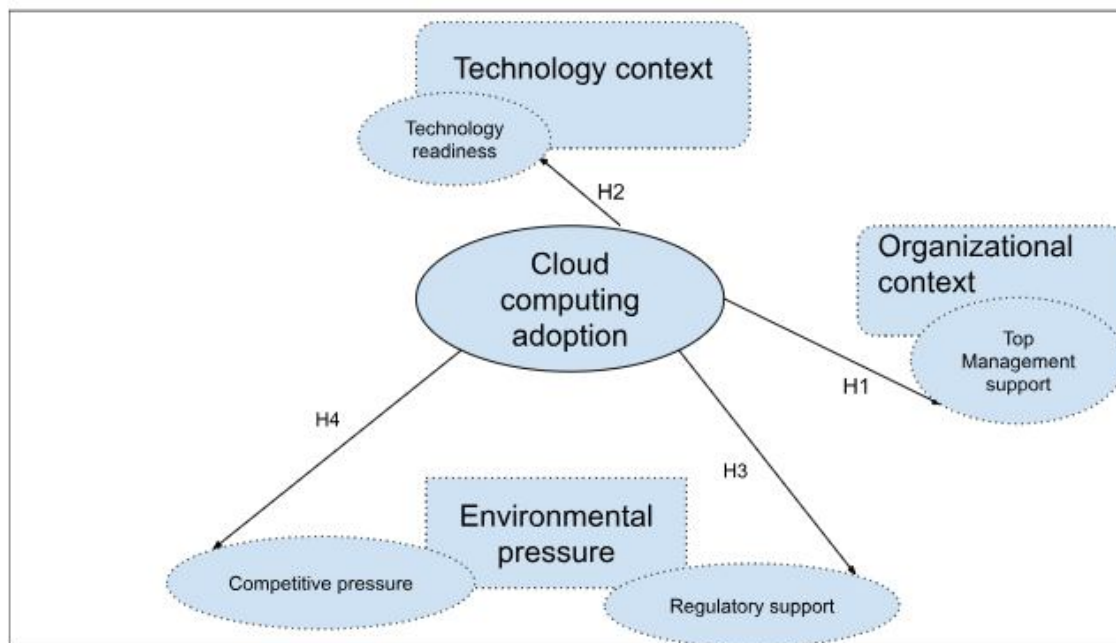 Technology context
Technology
readiness
H2
Cloud
computing
adoption
Organizational
context
Top
Management
support
H1
H4
H3
Environmental
pressure
Competitive pressure
Regulatory support